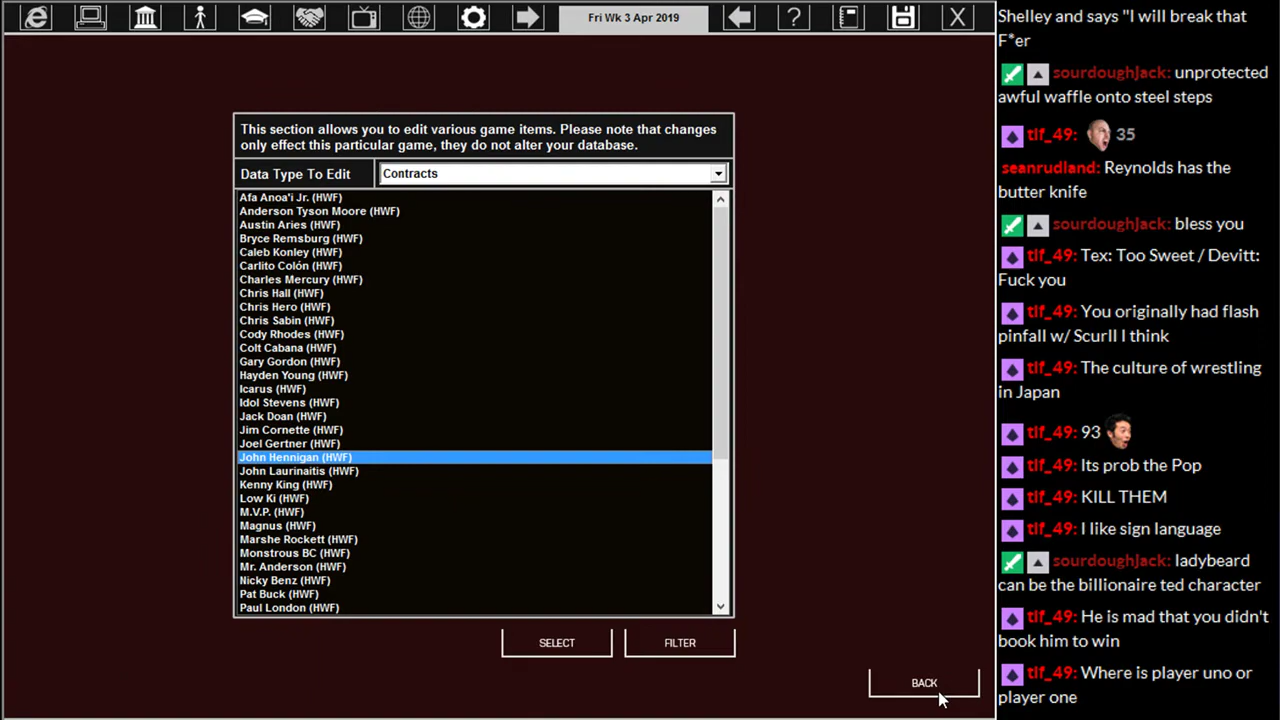 Fri Wk 3 Apr 2019
This section allows you to edit various game items. Please note that changes
only effect this particular game, they do not alter your database.
Data Type To Edit
Contracts
Afa Anoa'i Jr. (HWF)
Anderson Tyson Moore (HWF)
Austin Aries (HWF)
Bryce Remsburg (HWF)
Caleb Konley (HWF)
Carlito Colón (HWF)
Charles Mercury (HWF)
Chris Hall (HWF)
Chris Hero (HWF)
Chris Sabin (HWF)
Cody Rhodes (HWF)
Colt Cabana (HWF)
Gary Gordon (HWF)
Hayden Young (HWF)
Icarus (HWF)
Idol Stevens (HWF)
Jack Doan (HWF)
Jim Cornette (HWF)
Joel Gertner (HWF)
John Hennigan (HWF)
John Laurinaitis (HWF)
Kenny King (HWF)
Low Ki (HWF)
M.V.P. (HWF)
Magnus (HWF)
Marshe Rockett (HWF)
Monstrous BC (HWF)
Mr. Anderson (HWF)
Nicky Benz (HWF)
Pat Buck (HWF)
Paul London (HWF)
SELECT
FILTER
BACK
Shelley and says "I will break that
F*er
sourdoughjack: unprotected
awful waffle onto steel steps
tlf_49: 35
seanrudland: Reynolds has the
butter knife
sourdoughjack: bless you
tlf_49: Tex: Too Sweet / Devitt:
Fuck you
tlf_49: You originally had flash
pinfall w/ Scurll I think
tlf_49: The culture of wrestling
in Japan
tlf_49: 93
tlf_49: Its prob the Pop
tlf_49: KILL THEM
tlf_49: I like sign language
sourdoughjack: ladybeard
can be the billionaire ted character
tlf_49: He is mad that you didn't
book him to win
tlf_49: Where is player uno or
player one